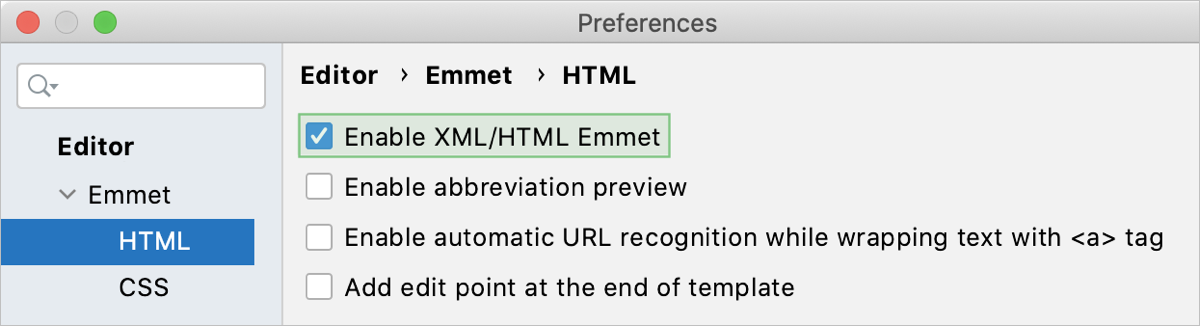 Preferences
Editor › Emmet › HTML
Editor
Emmet
HTML
CSS
Enable XML/HTML Emmet
Enable abbreviation preview
Enable automatic URL recognition while wrapping text with <a> tag
Add edit point at the end of template